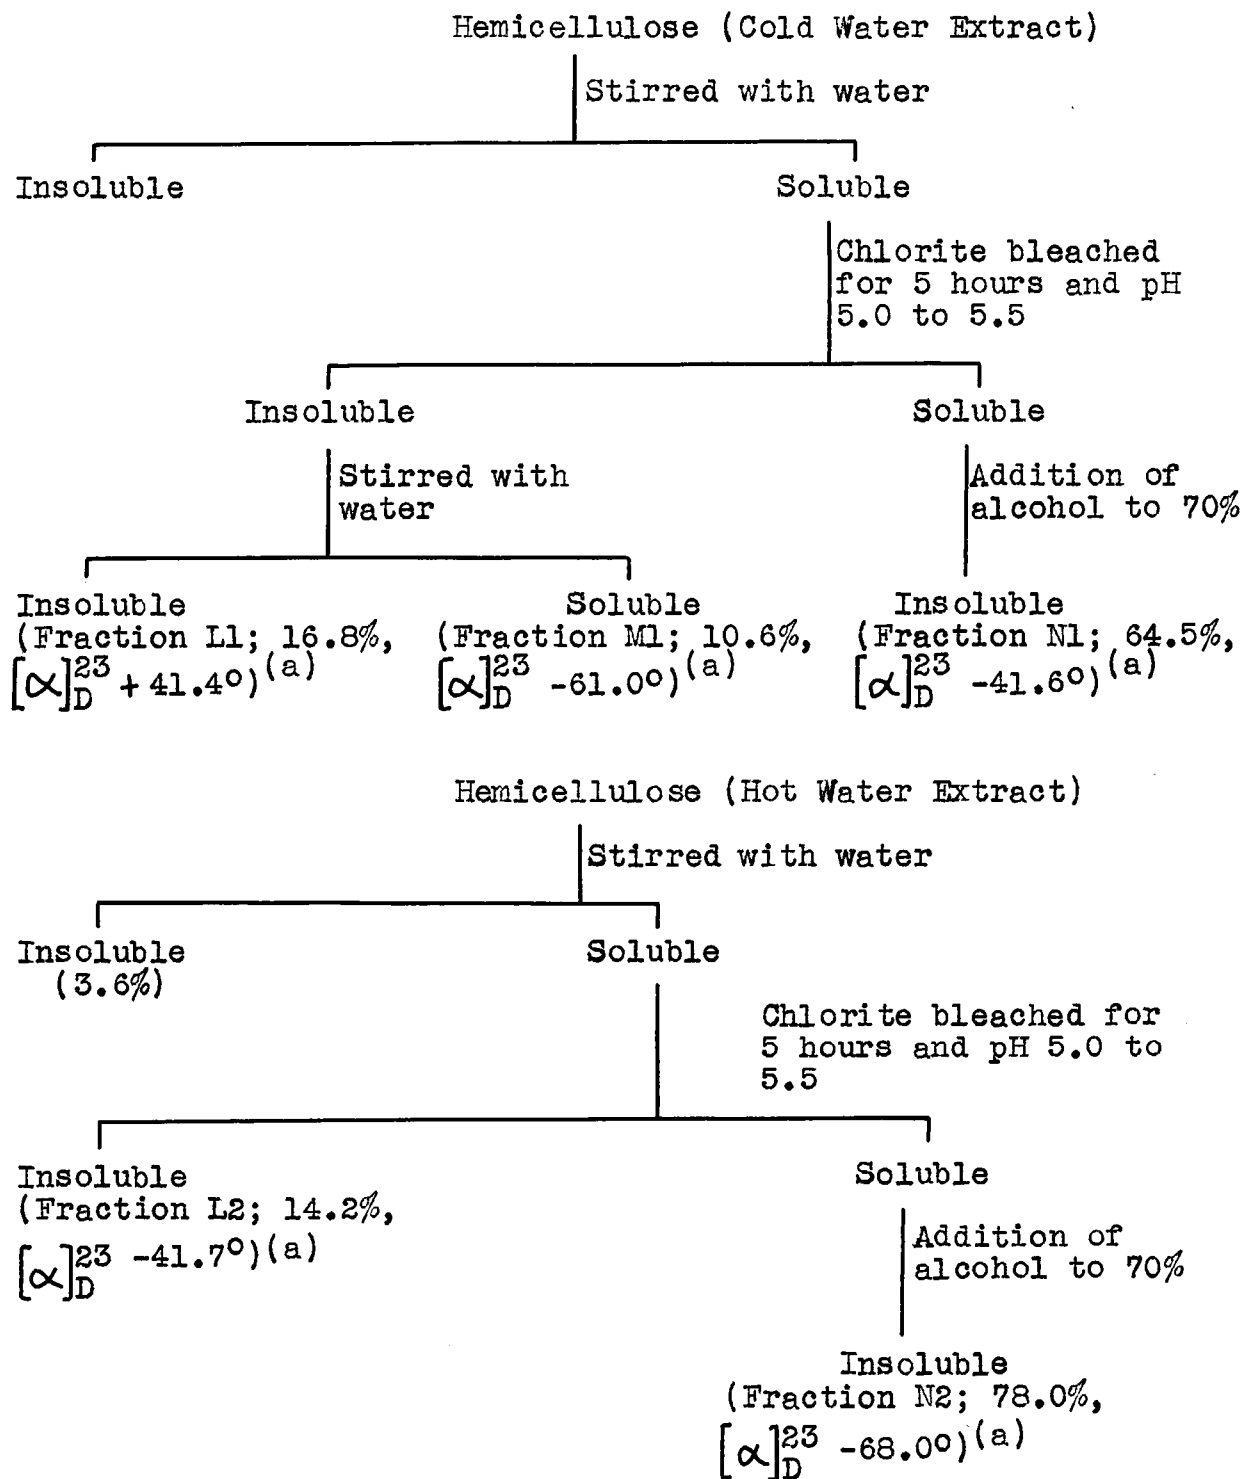 Hemicellulose (Cold Water Extract)
Stirred with water
Insoluble
Soluble
Chlorite bleached
for 5 hours and pH
5.0 to 5.5
Insoluble
Soluble
Stirred with
water
Addition of
alcohol to 70%
Insoluble
(Fraction L1; 16.8%,
[α]23D + 41.4°)(a)
Soluble
(Fraction M1; 10.6%,
[α]23D -61.0°)(a)
Insoluble
(Fraction N1; 64.5%,
[α]23D -41.6°)(a)
Hemicellulose (Hot Water Extract)
Stirred with water
Insoluble
(3.6%)
Soluble
Chlorite bleached for
5 hours and pH 5.0 to
5.5
Insoluble
(Fraction L2; 14.2%,
[α]23D -41.7°)(a)
Soluble
Addition of
alcohol to 70%
Insoluble
(Fraction N2; 78.0%,
[α]23D -68.0°)(a)